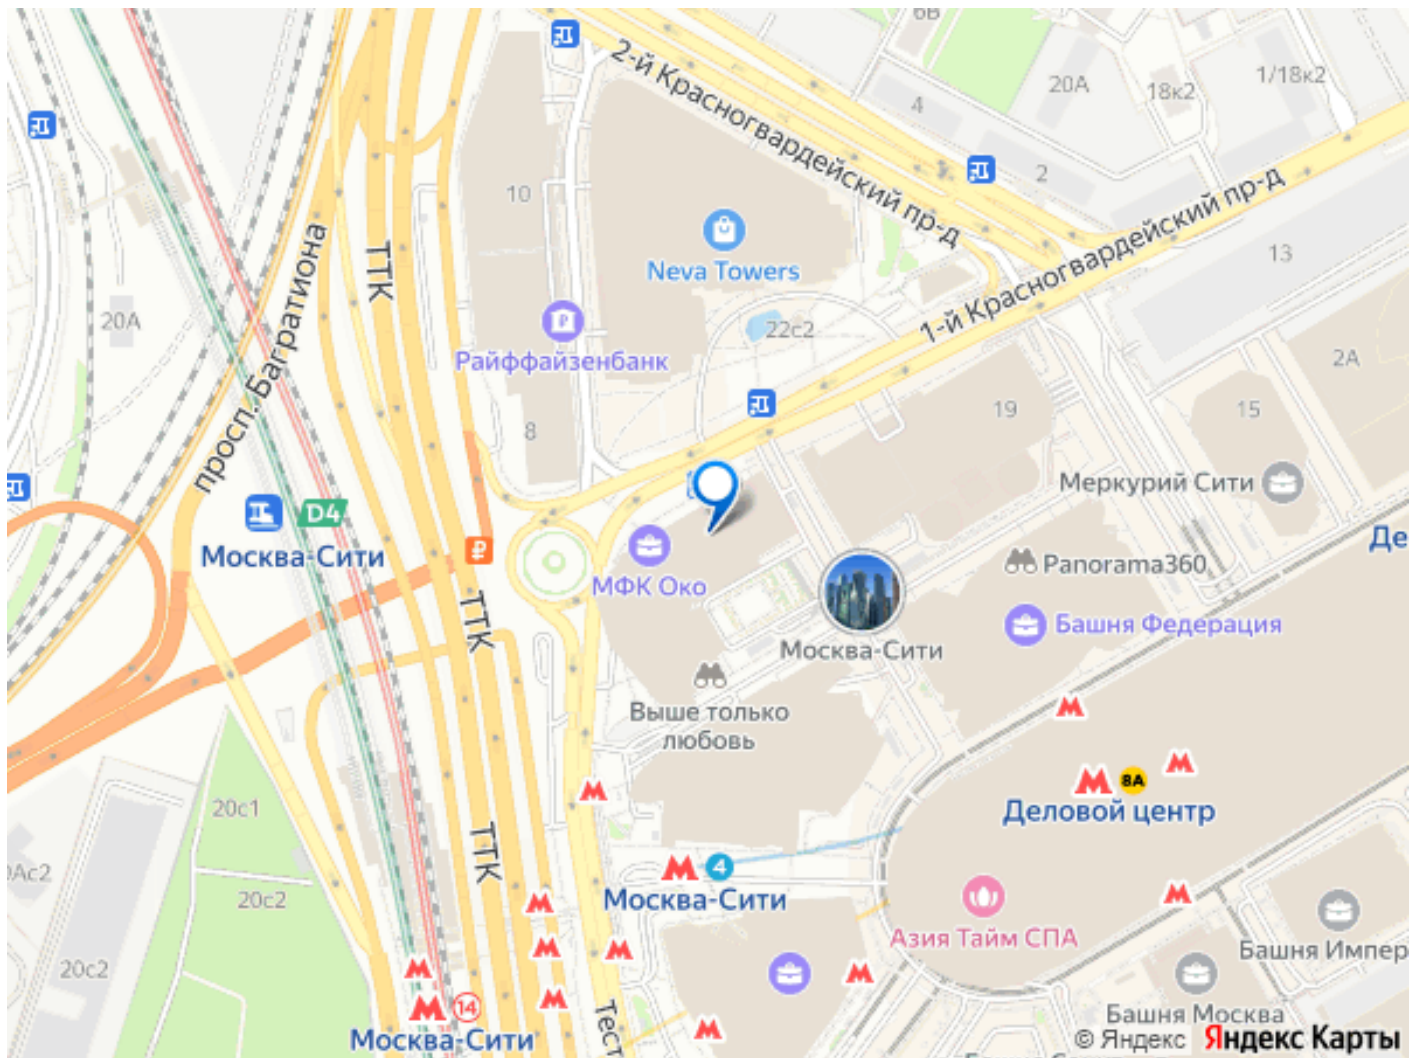 6В
2-й Красногвардейский пр-д
20А
18к2
1/18к2
4
2
10
1-й Красногвардейский пр-д
13
Neva Towers
ТТК
просп. Багратиона
20А
22с2
Райффайзенбанк
2А
19
15
8
Меркурий Сити
D4
Москва-Сити
₽
МФК Око
Panorama360
Де
Башня Федерация
Москва-Сити
ТТК
Выше только
любовь
8А
Деловой центр
20с1
ТТК
4
Москва-Сити
20с2
Азия Тайм СПА
Башня Импер
20с2
14
Москва-Сити
Тест
Башня Москва
© Яндекс Яндекс Карты